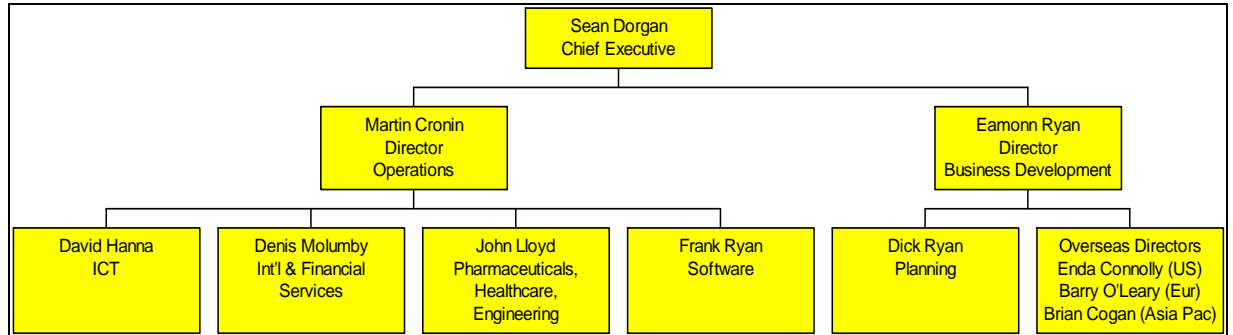 Sean Dorgan
Chief Executive
Martin Cronin
Director
Operations
Eamonn Ryan
Director
Business Development
David Hanna
ICT
Denis Molumby
Int'l & Financial
Services
John Lloyd
Pharmaceuticals,
Healthcare,
Engineering
Frank Ryan
Software
Dick Ryan
Planning
Overseas Directors
Enda Connolly (US)
Barry O'Leary (Eur)
Brian Cogan (Asia Pac)